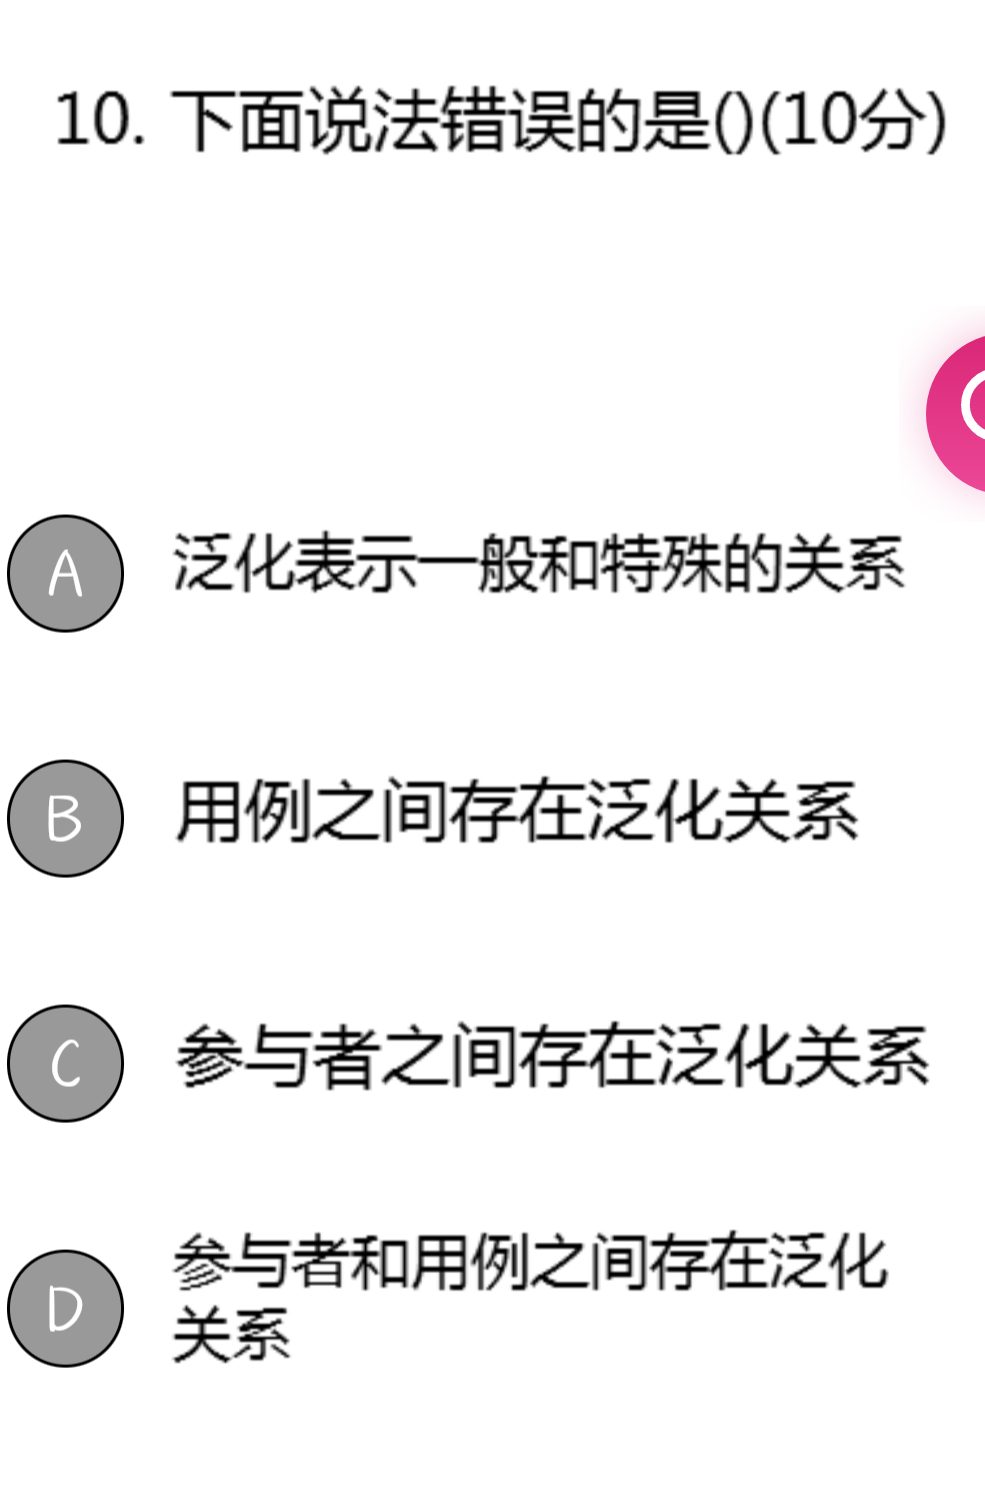 10. 下面说法错误的是()(10分)
A 泛化表示一般和特殊的关系
B 用例之间存在泛化关系
C 参与者之间存在泛化关系
D 参与者和用例之间存在泛化
关系